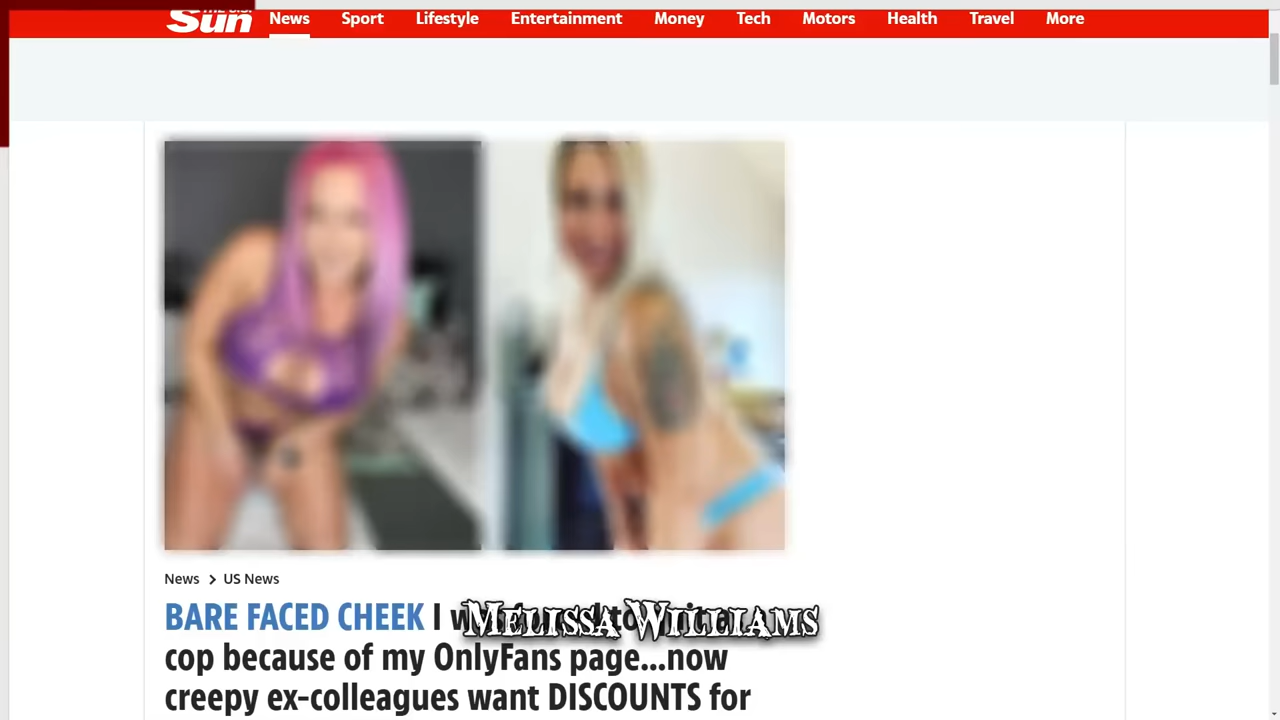 THE U.S. Sun
News Sport Lifestyle Entertainment Money Tech Motors Health Travel More
News > US News
BARE FACED CHEEK I
Melissa Williams
cop because of my OnlyFans page...now
creepy ex-colleagues want DISCOUNTS for